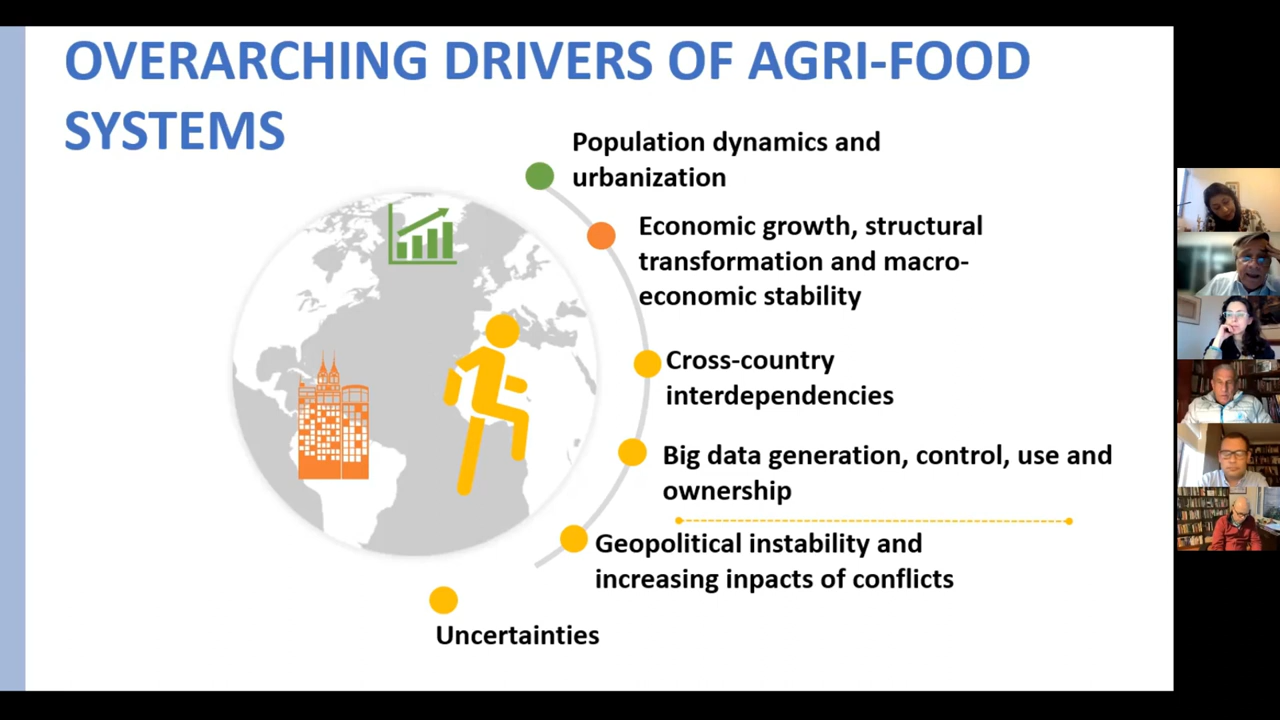 OVERARCHING DRIVERS OF AGRI-FOOD
SYSTEMS
Population dynamics and
urbanization
Economic growth, structural
transformation and macro-
economic stability
Cross-country
interdependencies
Big data generation, control, use and
ownership
Geopolitical instability and
increasing inpacts of conflicts
Uncertainties